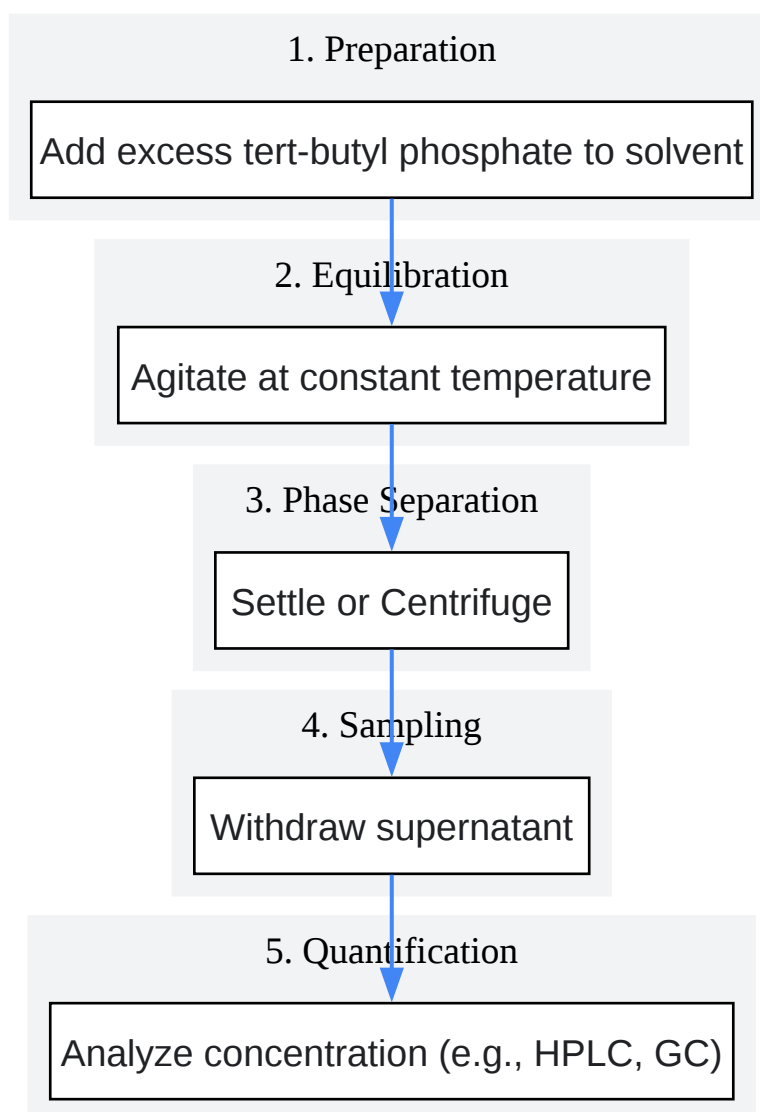 1. Preparation
Add excess tert-butyl phosphate to solvent
2. Equilibration
Agitate at constant temperature
3. Phase Separation
Settle or Centrifuge
4. Sampling
Withdraw supernatant
5. Quantification
Analyze concentration (e.g., HPLC, GC)